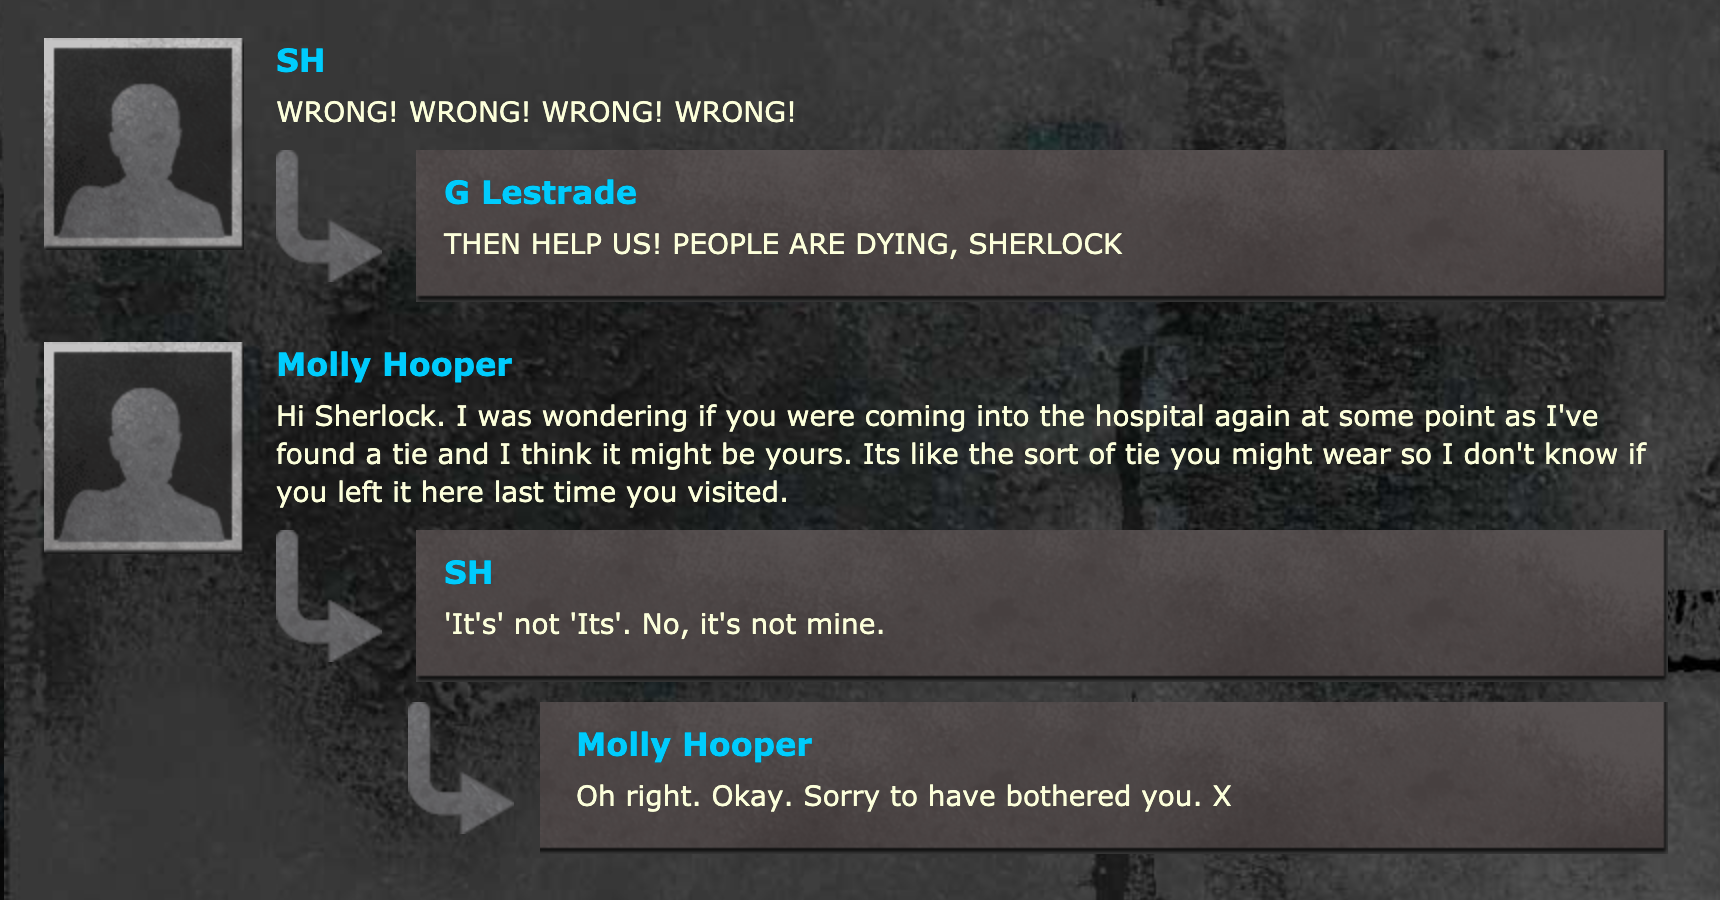 SH
WRONG! WRONG! WRONG! WRONG!
G Lestrade
THEN HELP US! PEOPLE ARE DYING, SHERLOCK
Molly Hooper
Hi Sherlock. I was wondering if you were coming into the hospital again at some point as I've
found a tie and I think it might be yours. Its like the sort of tie you might wear so I don't know if
you left it here last time you visited.
SH
'It's' not 'Its'. No, it's not mine.
Molly Hooper
Oh right. Okay. Sorry to have bothered you. X